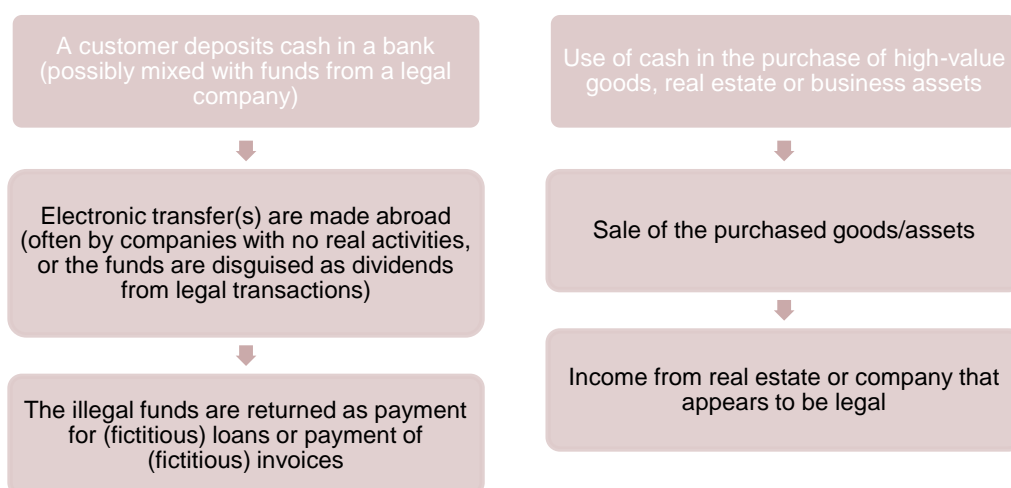 A customer deposits cash in a bank
(possibly mixed with funds from a legal
company)
Electronic transfer(s) are made abroad
(often by companies with no real activities,
or the funds are disguised as dividends
from legal transactions)
The illegal funds are returned as payment
for (fictitious) loans or payment of
(fictitious) invoices
Use of cash in the purchase of high-value
goods, real estate or business assets
Sale of the purchased goods/assets
Income from real estate or company that
appears to be legal